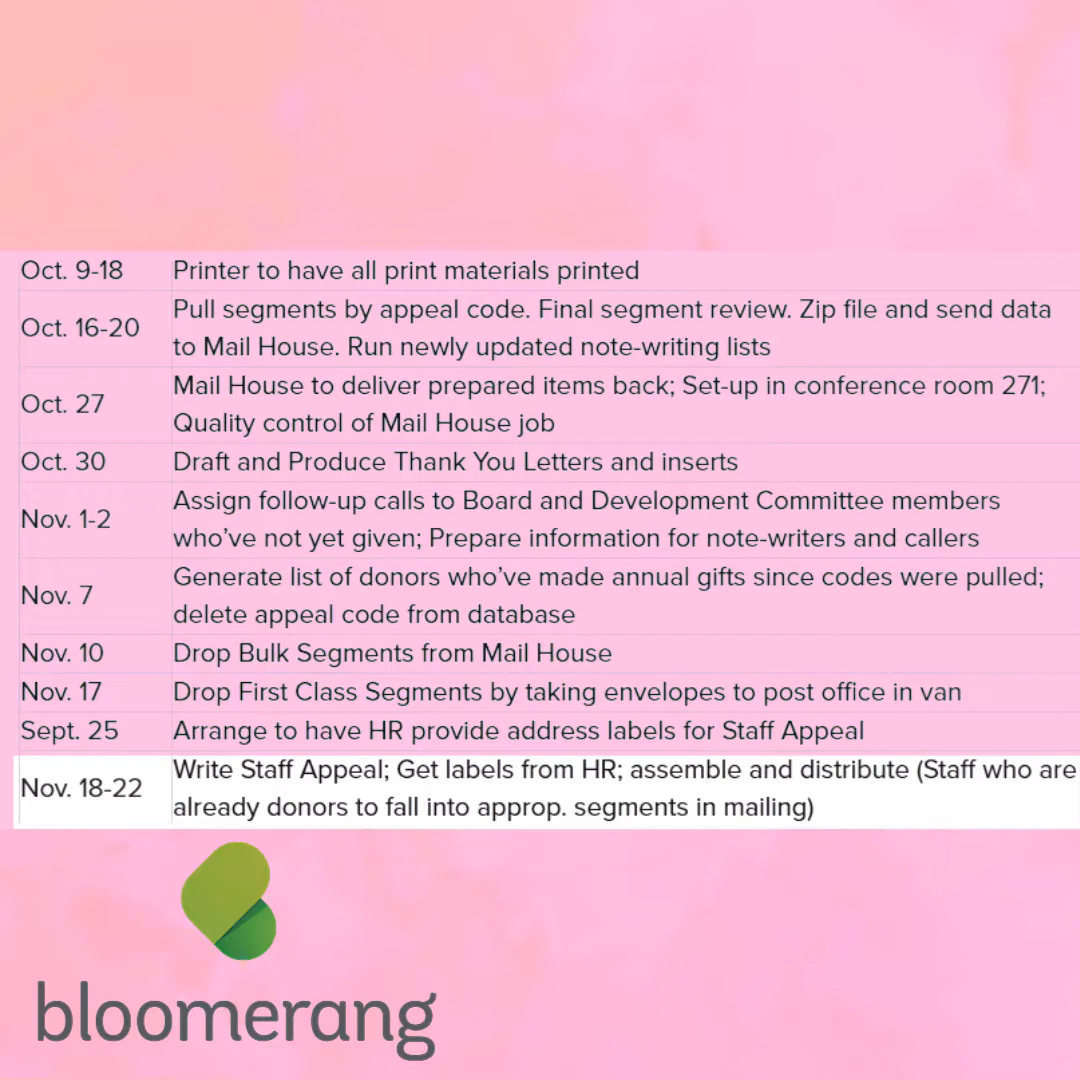 Oct. 9-18 Printer to have all print materials printed
Oct. 16-20 Pull segments by appeal code. Final segment review. Zip file and send data
to Mail House. Run newly updated note-writing lists
Oct. 27 Mail House to deliver prepared items back; Set-up in conference room 271;
Quality control of Mail House job
Oct. 30 Draft and Produce Thank You Letters and inserts
Nov. 1-2 Assign follow-up calls to Board and Development Committee members
who’ve not yet given; Prepare information for note-writers and callers
Nov. 7 Generate list of donors who’ve made annual gifts since codes were pulled;
delete appeal code from database
Nov. 10 Drop Bulk Segments from Mail House
Nov. 17 Drop First Class Segments by taking envelopes to post office in van
Sept. 25 Arrange to have HR provide address labels for Staff Appeal
Nov. 18-22 Write Staff Appeal; Get labels from HR; assemble and distribute (Staff who are
already donors to fall into approp. segments in mailing)
bloomerang